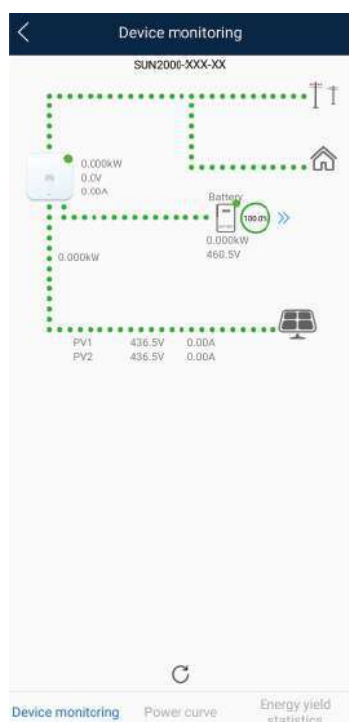 Device monitoring
SUN2000-XXX-XX
0.000kW
0.0V
0.00A
Battery
100.0%
0.000kW
460.5V
0.000kW
PV1 436.5V 0.00A
PV2 436.5V 0.00A
Device monitoring Power curve Energy yield statistics